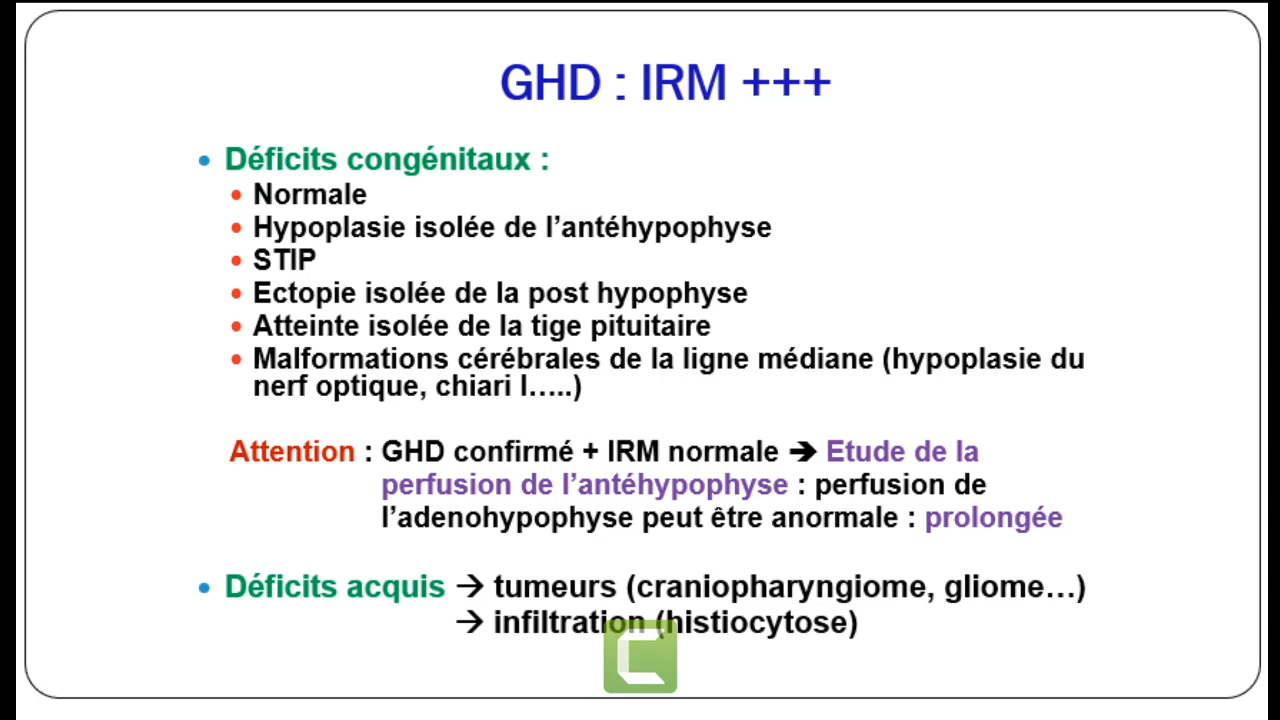 GHD : IRM +++
• Déficits congénitaux :
• Normale
• Hypoplasie isolée de l’antéhypophyse
• STIP
• Ectopie isolée de la post hypophyse
• Atteinte isolée de la tige pituitaire
• Malformations cérébrales de la ligne médiane (hypoplasie du
nerf optique, chiari I…..)
Attention : GHD confirmé + IRM normale ➔ Etude de la
perfusion de l’antéhypophyse : perfusion de
l’adenohypophyse peut être anormale : prolongée
• Déficits acquis → tumeurs (craniopharyngiome, gliome…)
→ infiltration (histiocytose)